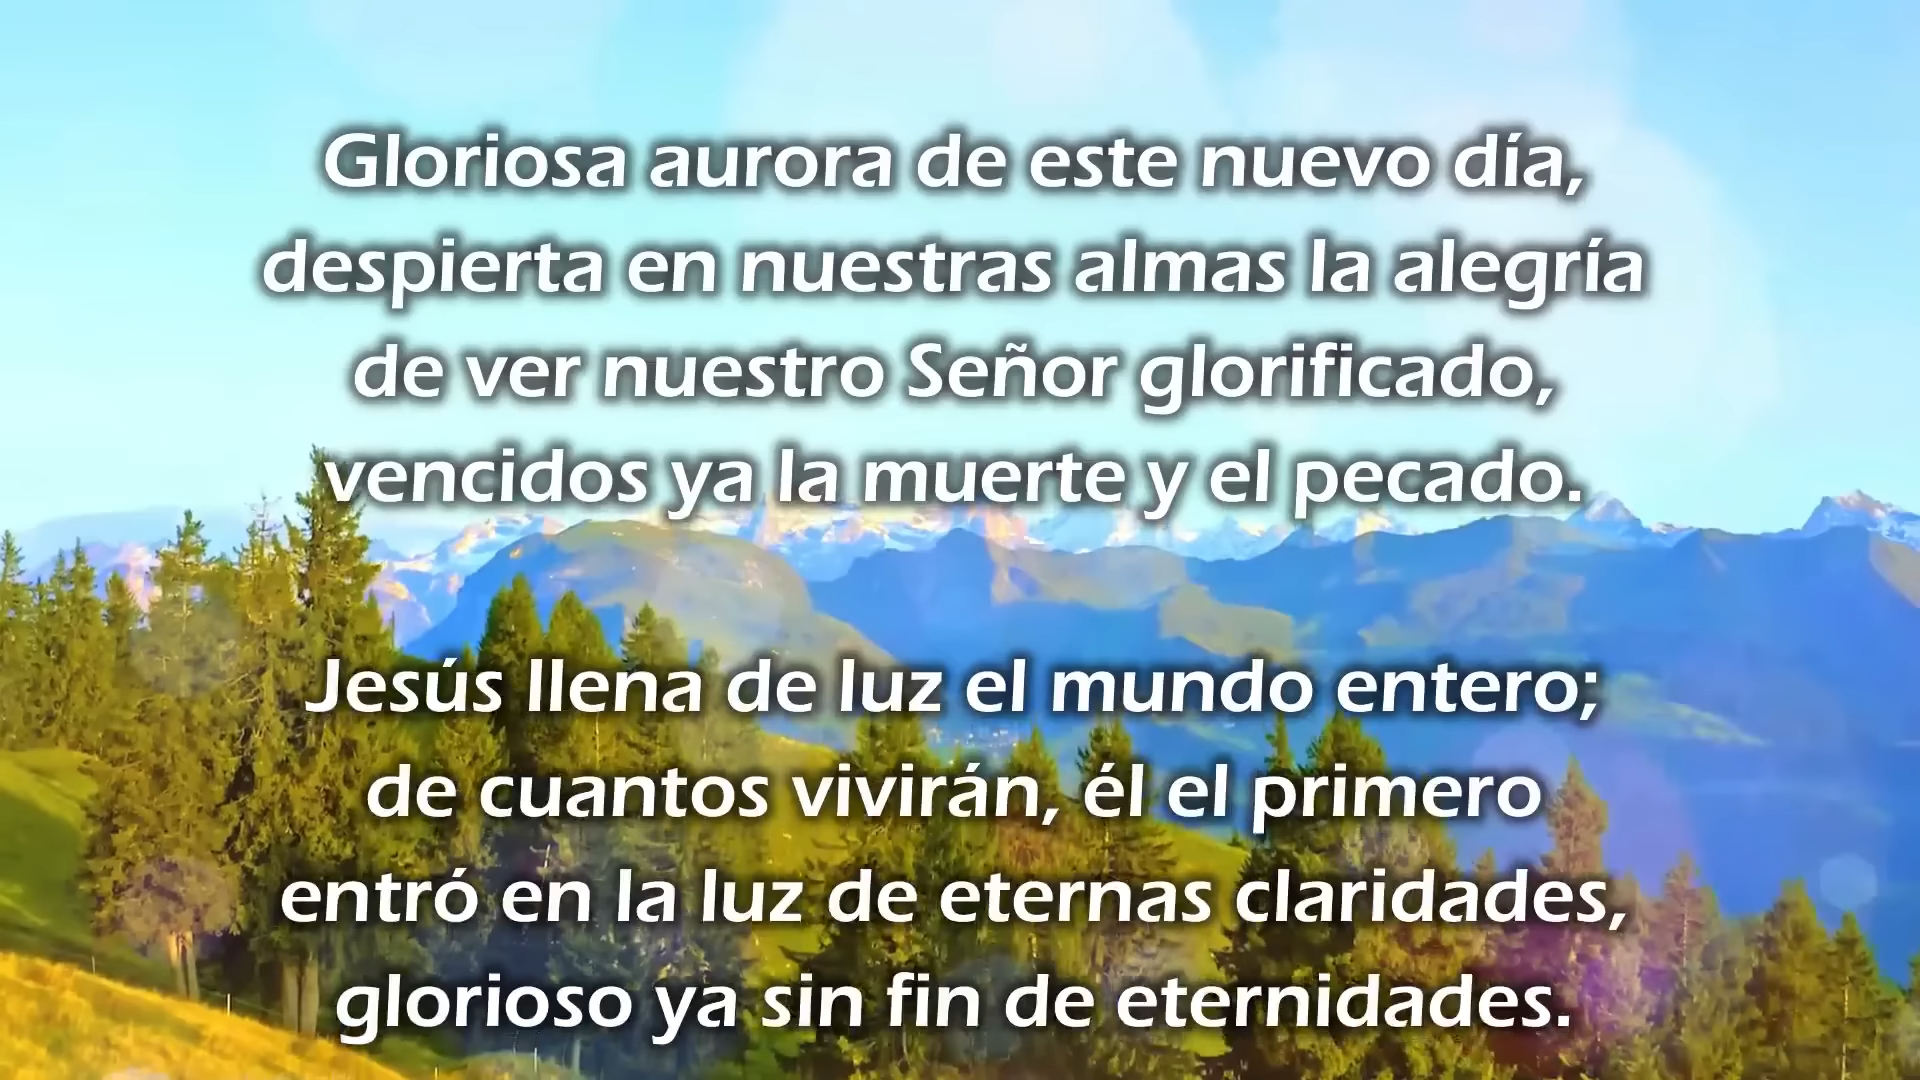 Gloriosa aurora de este nuevo día,
despierta en nuestras almas la alegría
de ver nuestro Señor glorificado,
vencidos ya la muerte y el pecado.
Jesús llena de luz el mundo entero;
de cuantos vivirán, él el primero
entró en la luz de eternas claridades,
glorioso ya sin fin de eternidades.